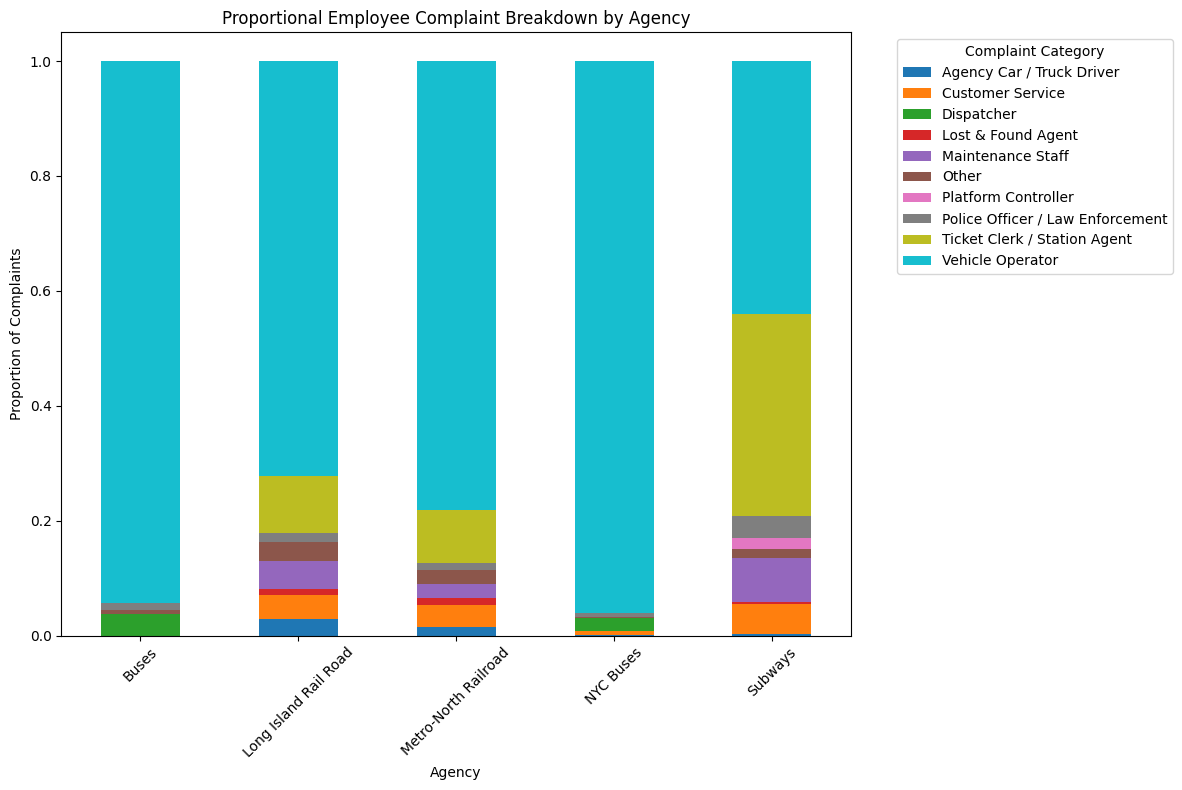 Proportional Employee Complaint Breakdown by Agency
Proportion of Complaints
1.0
0.8
0.6
0.4
0.2
0.0
Buses
Long Island Rail Road
Metro-North Railroad
NYC Buses
Subways
Agency
Complaint Category
Agency Car / Truck Driver
Customer Service
Dispatcher
Lost & Found Agent
Maintenance Staff
Other
Platform Controller
Police Officer / Law Enforcement
Ticket Clerk / Station Agent
Vehicle Operator